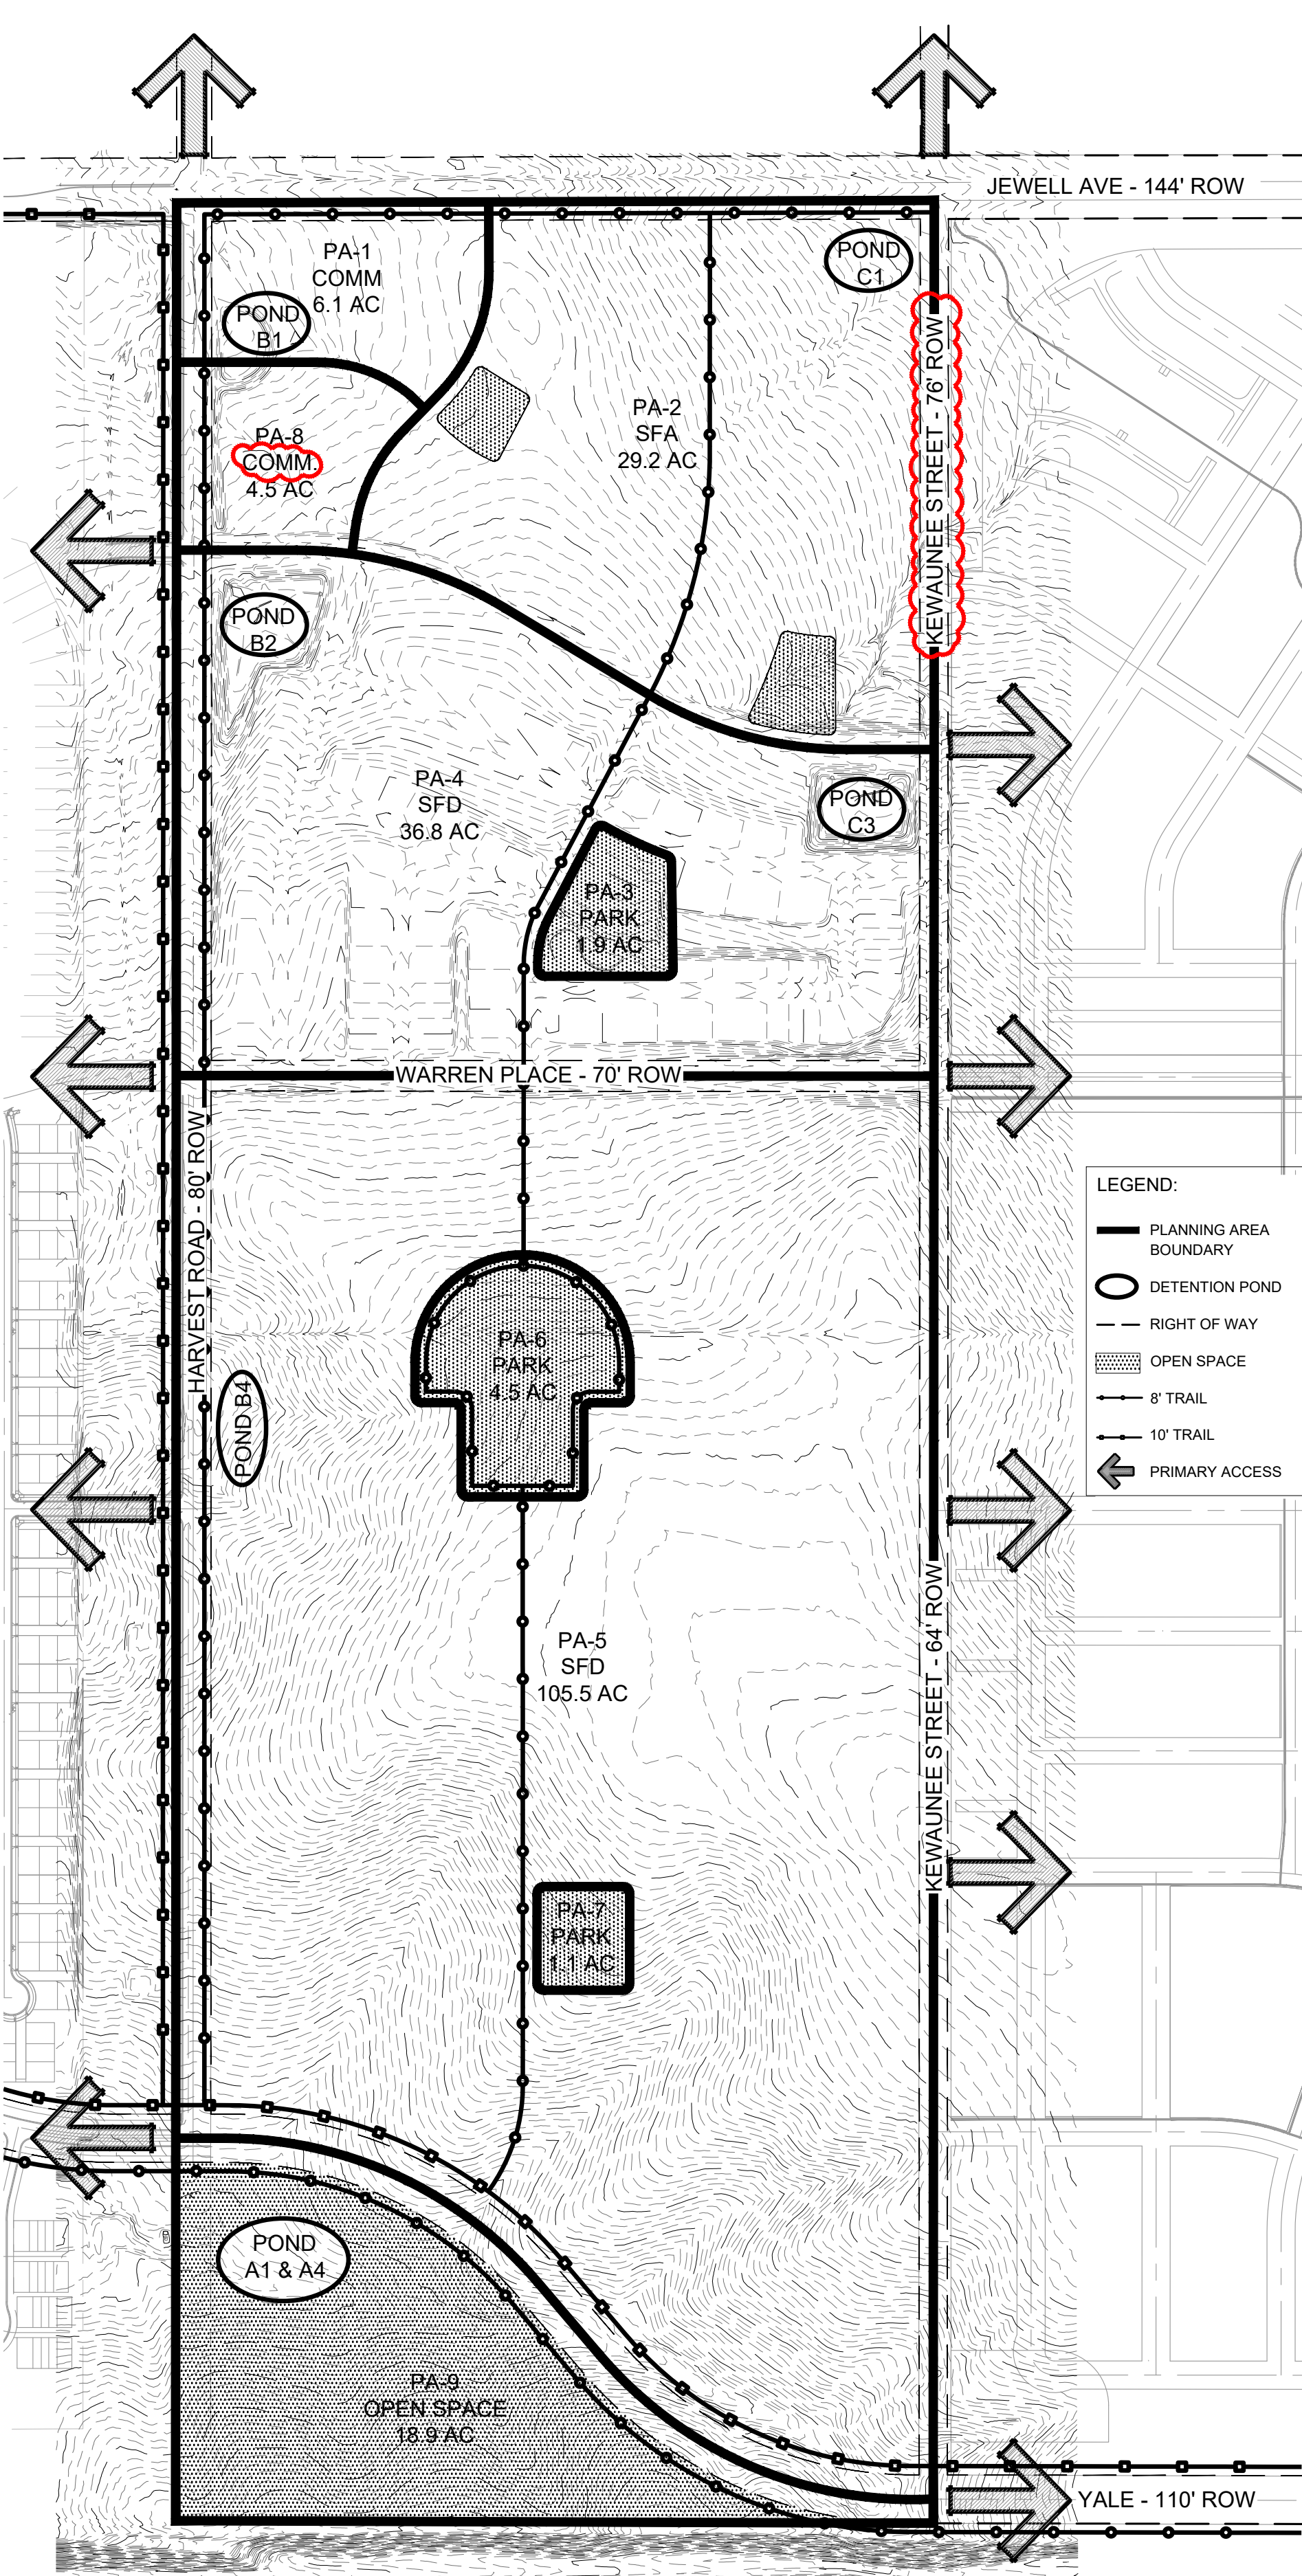 JEWELL AVE - 144' ROW
PA-1
COMM
6.1 AC
POND
C1
POND
B1
KEWAUNEE STREET - 76' ROW
PA-2
SFA
29.2 AC
PA-8
COMM.
4.5 AC
POND
B2
PA-4
SFD
36.8 AC
POND
C3
PA-3
PARK
1.9 AC
WARREN PLACE - 70' ROW
HARVEST ROAD - 80' ROW
LEGEND:
PLANNING AREA
BOUNDARY
DETENTION POND
RIGHT OF WAY
OPEN SPACE
8' TRAIL
10' TRAIL
PRIMARY ACCESS
PA-6
PARK
4.5 AC
POND B4
KEWAUNEE STREET - 64' ROW
PA-5
SFD
105.5 AC
PA-7
PARK
1.1 AC
POND
A1 & A4
PA-9
OPEN SPACE
18.9 AC
YALE - 110' ROW